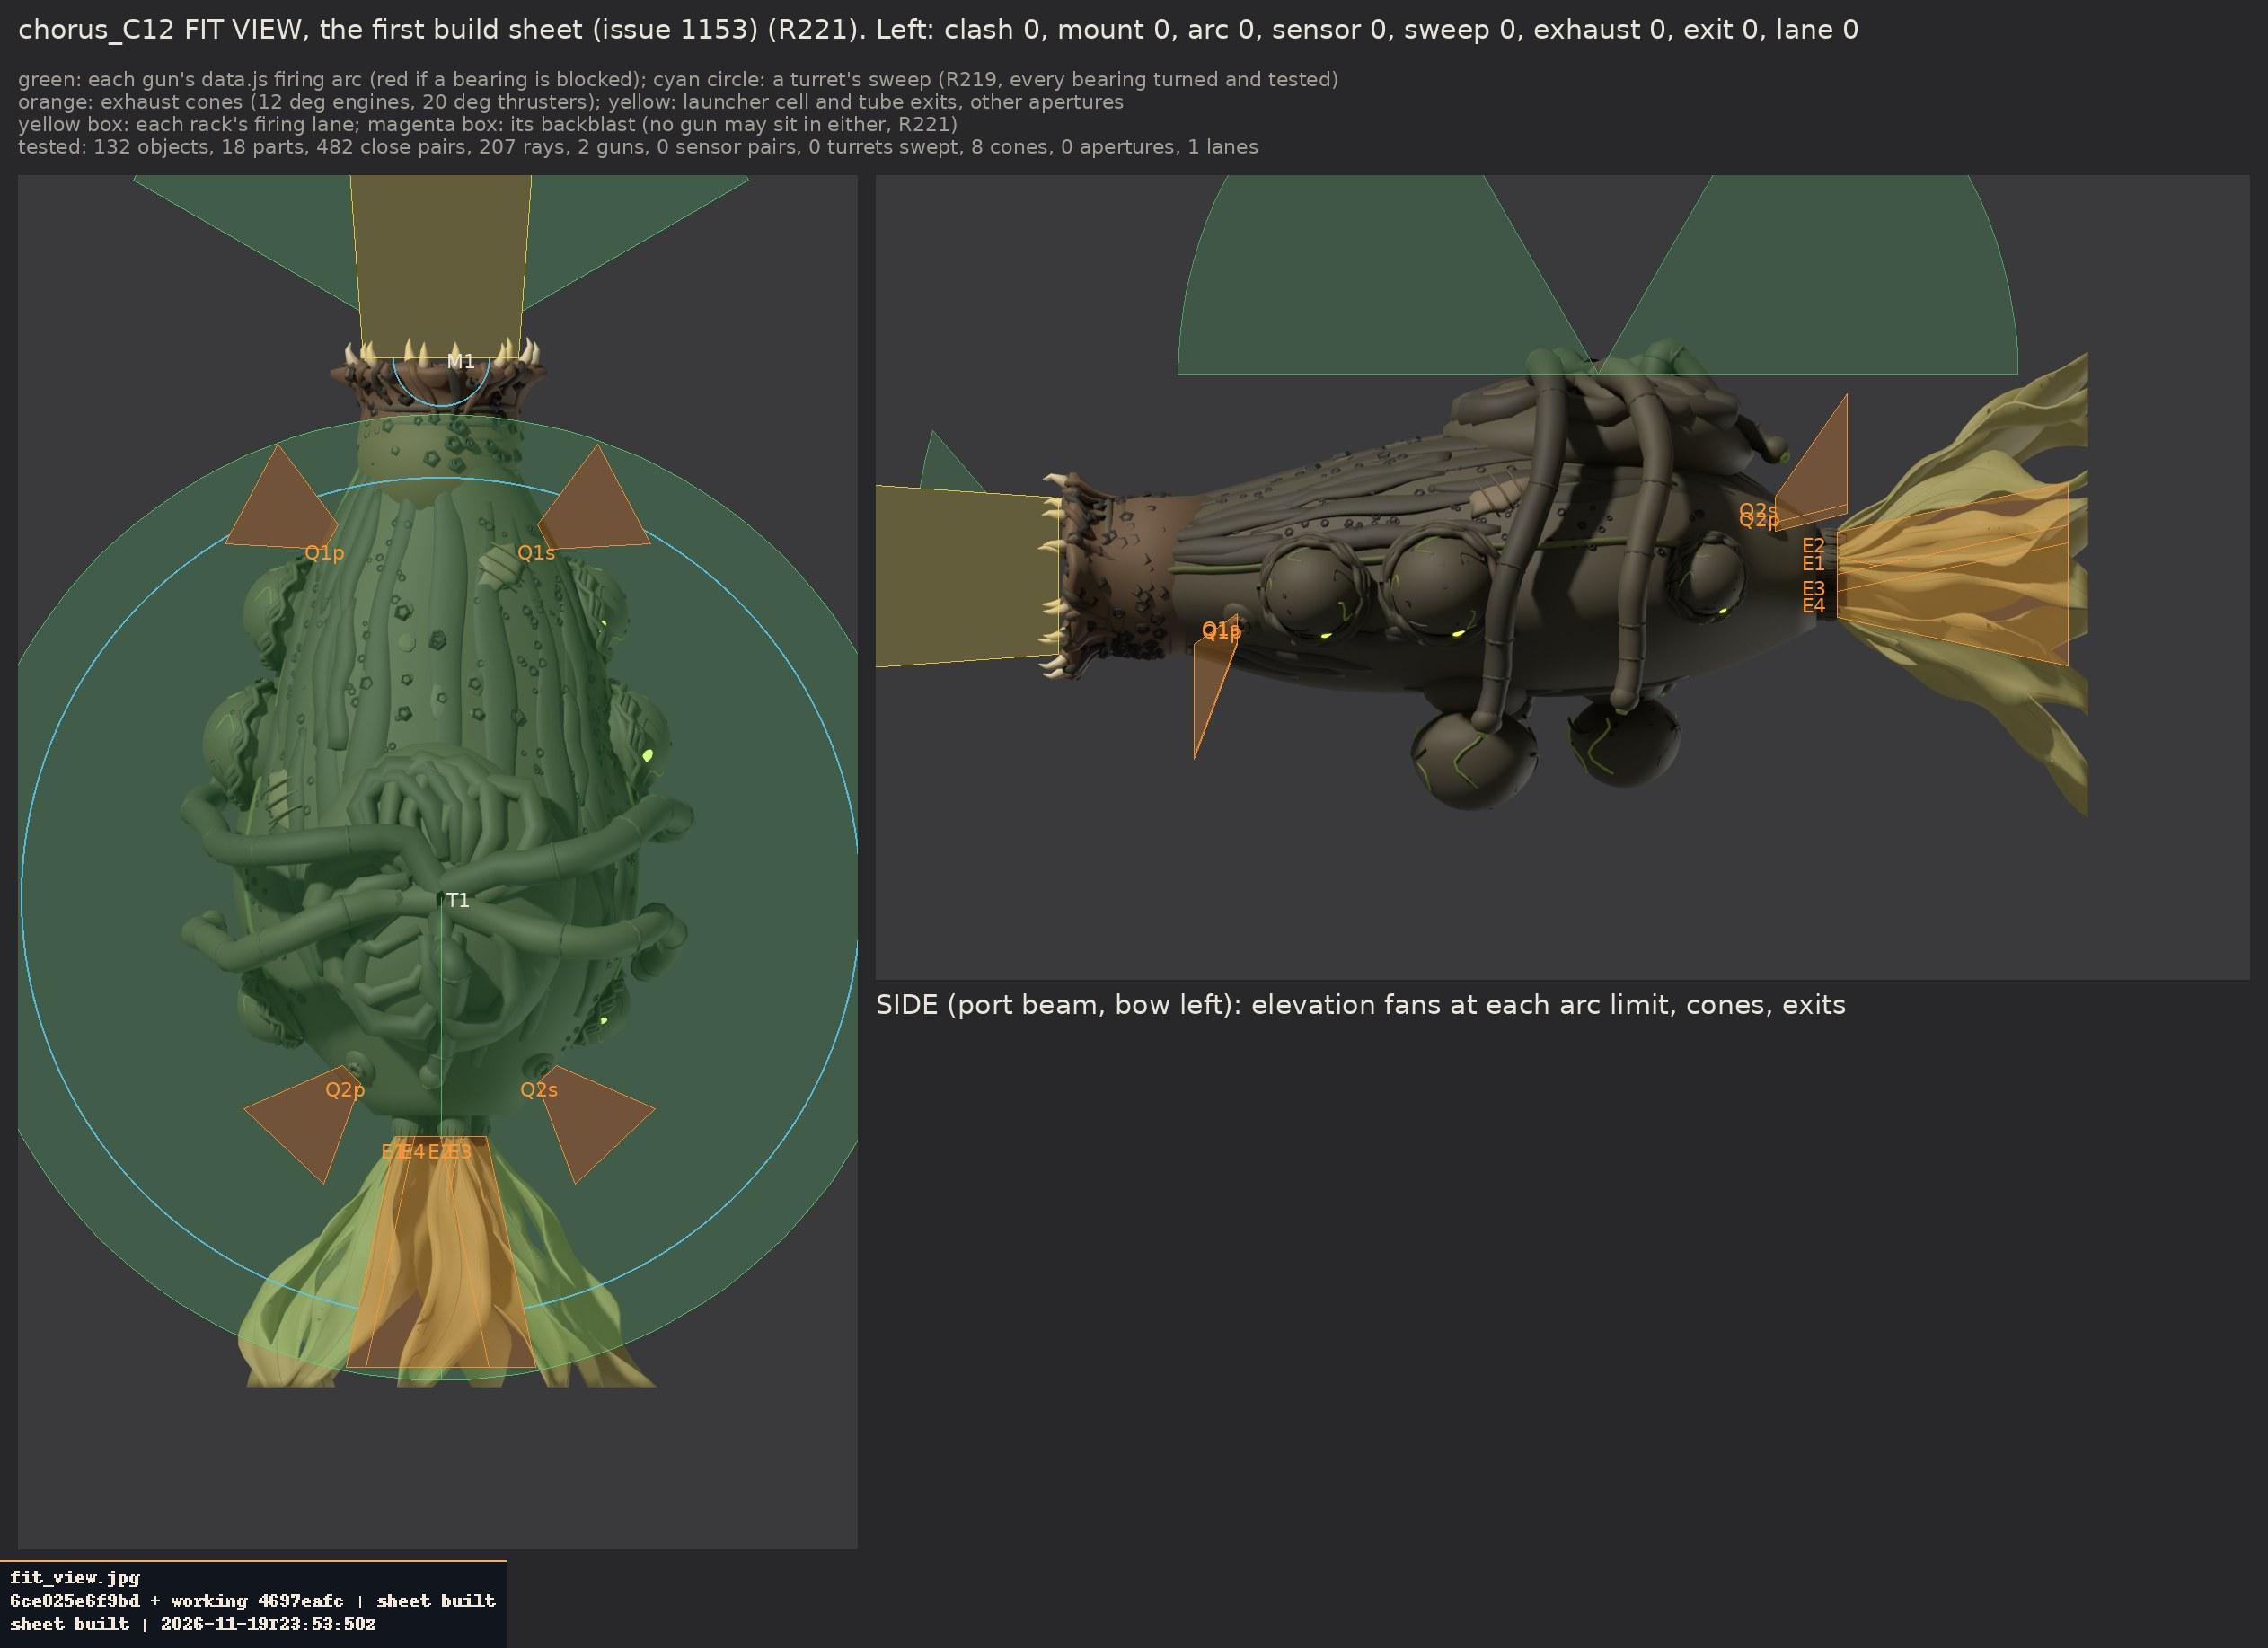 chorus_C12 FIT VIEW, the first build sheet (issue 1153) (R221). Left: clash 0, mount 0, arc 0, sensor 0, sweep 0, exhaust 0, exit 0, lane 0
green: each gun's data.js firing arc (red if a bearing is blocked); cyan circle: a turret's sweep (R219, every bearing turned and tested)
orange: exhaust cones (12 deg engines, 20 deg thrusters); yellow: launcher cell and tube exits, other apertures
yellow box: each rack's firing lane; magenta box: its backblast (no gun may sit in either, R221)
tested: 132 objects, 18 parts, 482 close pairs, 207 rays, 2 guns, 0 sensor pairs, 0 turrets swept, 8 cones, 0 apertures, 1 lanes
M1
Q1p
Q1s
T1
Q2p
Q2s
E4
E3
Q2s
Q2p
E2
E1
E3
E4
Q1s
Q1p
SIDE (port beam, bow left): elevation fans at each arc limit, cones, exits
fit_view.jpg
6ce025e6f9bd + working 4697eafc | sheet built
sheet built | 2026-11-19T23:53:50Z